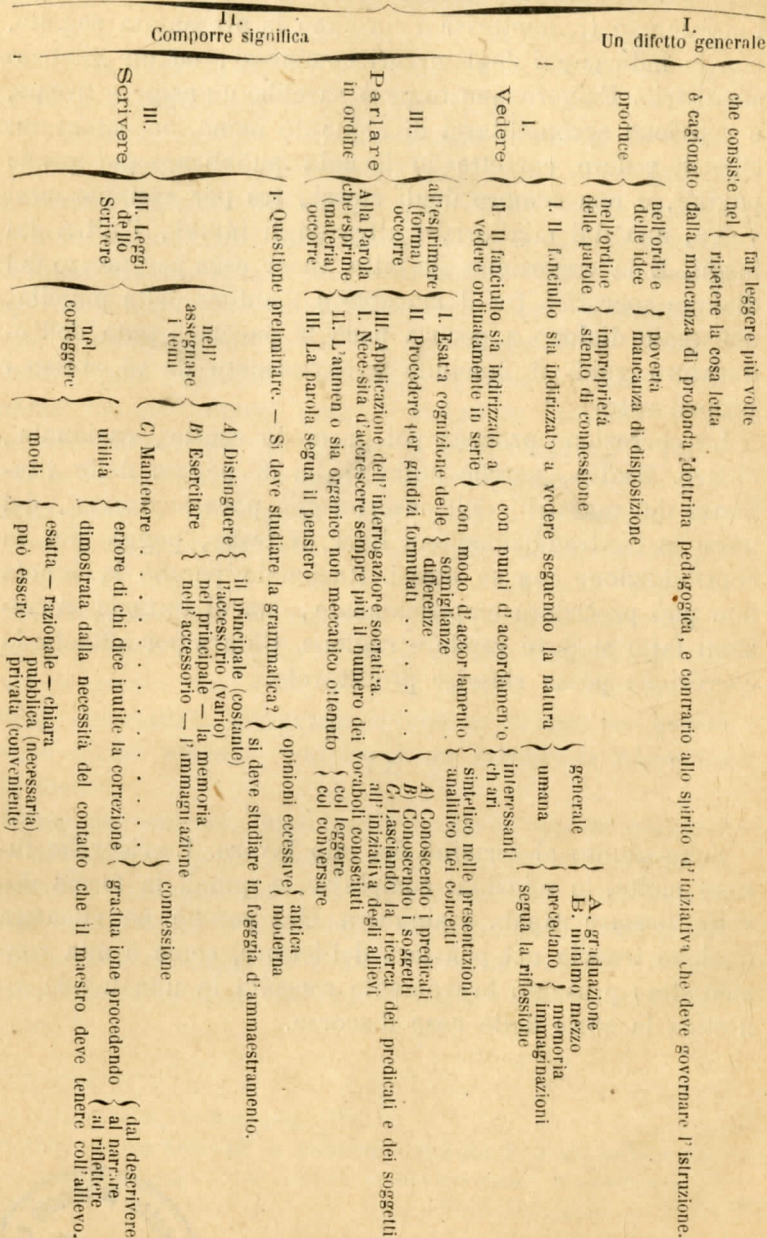 I.
Un difetto generale
che consiste nel
far leggere più volte
ripetere la cosa letta
è cagionato dalla mancanza di profonda dottrina pedagogica, e contrario allo spirito d'iniziativa che deve governare l'istruzione.
produce
nell'ordine
delle idee
povertà
mancanza di disposizione
nell'ordine
delle parole
improprietà
stento di connessione
II.
Comporre significa
I.
Vedere
I. Il fanciullo sia indirizzato a vedere seguendo la natura
generale
A. graduazione
B. minimo mezzo
umana
precedano
memoria
immaginazioni
segua la riflessione
II Il fanciullo sia indirizzato a
vedere ordinatamente in serie
con punti d'accordamento
interessanti
chiari
con modo d'accordamento
sintetico nelle presentazioni
analitico nei concetti
III.
Parlare
in ordine
all'esprimere
(forma)
occorre
I. Esatta cognizione delle
somiglianze
differenze
II Procedere per giudizi formulati . . . . .
A) Conoscendo i predicati
B) Conoscendo i soggetti
C) Lasciando la ricerca dei predicati e dei soggetti
all'iniziativa degli allievi
III. Applicazione dell'interrogazione socratica.
Alla Parola
che esprime
(materia)
occorre
I. Necessità d'accrescere sempre più il numero dei vocaboli conosciuti
II. L'aumento sia organico non meccanico ottenuto
col leggere
col conversare
III. La parola segua il pensiero
III.
Scrivere
I. Questione preliminare. — Si deve studiare la grammatica?
opinioni eccessive
antica
moderna
si deve studiare in foggia d'ammaestramento.
III. Leggi
dello
Scrivere
nell'
assegnare
i temi
A) Distinguere
il principale (costante)
l'accessorio (vario)
B) Esercitare
nel principale — la memoria
nell'accessorio — l'immaginazione
C) Mantenere . . . . . . . . .
connessione
graduazione procedendo
dal descrivere
al narrare
al riflettere
nel
correggere
utilità
errore di chi dice inutile la correzione
dimostrata dalla necessità del contatto che il maestro deve tenere coll'allievo.
modi
esatta — razionale — chiara
può essere
pubblica (necessaria)
privata (conveniente)